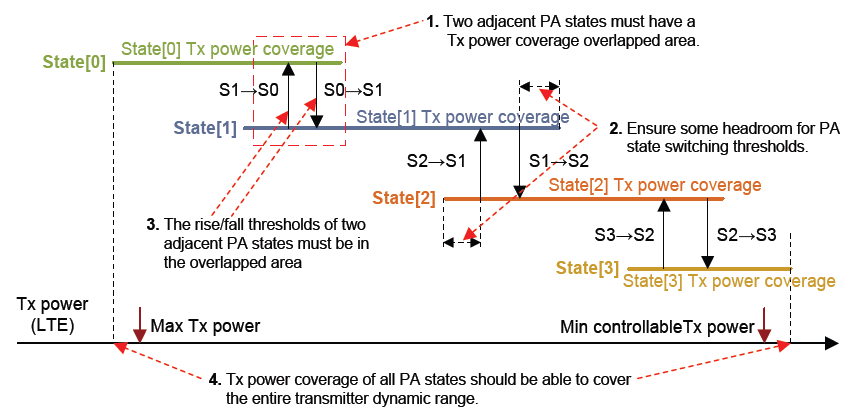 1. Two adjacent PA states must have a
Tx power coverage overlapped area.
State[0] Tx power coverage
State[0]
S1→S0
S0→S1
State[1] Tx power coverage
State[1]
2. Ensure some headroom for PA
state switching thresholds.
S2→S1
S1→S2
State[2] Tx power coverage
State[2]
3. The rise/fall thresholds of two
adjacent PA states must be in
the overlapped area
S3→S2
S2→S3
State[3]
State[3] Tx power coverage
Tx power
(LTE)
Max Tx power
Min controllableTx power
4. Tx power coverage of all PA states should be able to cover
the entire transmitter dynamic range.